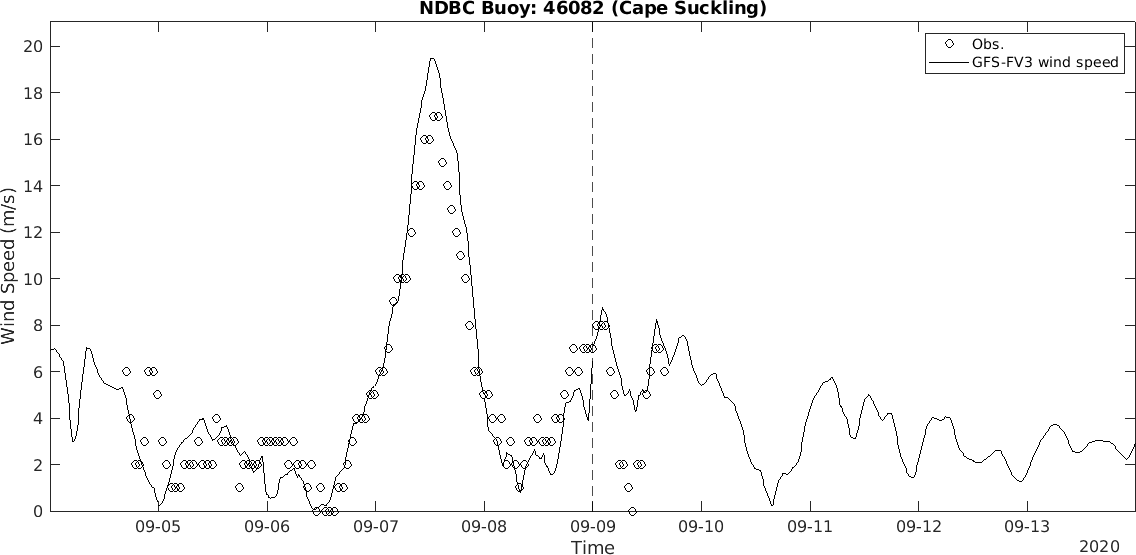 NDBC Buoy: 46082 (Cape Suckling)
Obs.
GFS-FV3 wind speed
Wind Speed (m/s)
20
18
16
14
12
10
8
6
4
2
0
09-05 09-06 09-07 09-08 09-09 09-10 09-11 09-12 09-13
Time
2020